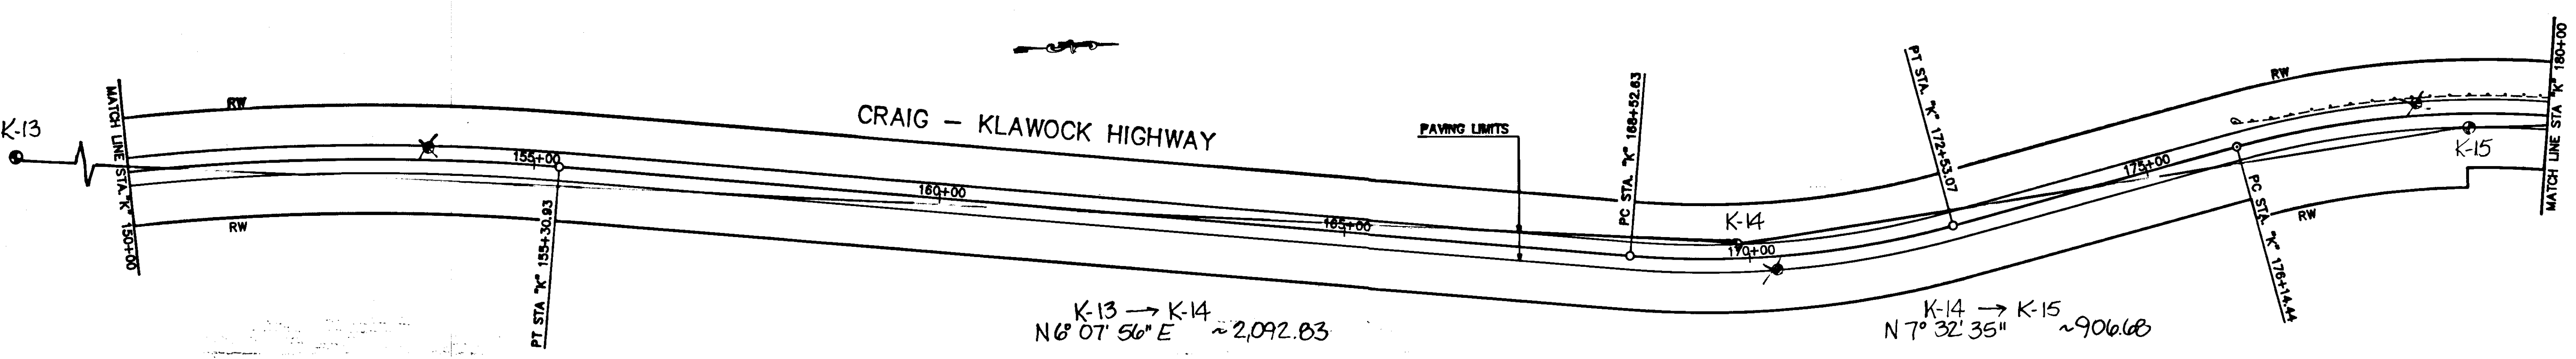 K-13
MATCH LINE STA. "K" 150+00
RW
RW
155+00
PT STA "K" 155+30.93
CRAIG - KLAWOCK HIGHWAY
160+00
165+00
PAVING LIMITS
PC STA. "K" 168+52.63
K-14
170+00
PT STA. "K" 172+53.07
175+00
PC STA. "K" 176+14.44
RW
RW
K-15
MATCH LINE STA "K" 180+00
K-13 → K-14
N 6° 07' 56" E ~ 2,092.83
K-14 → K-15
N 7° 32' 35" ~906.68